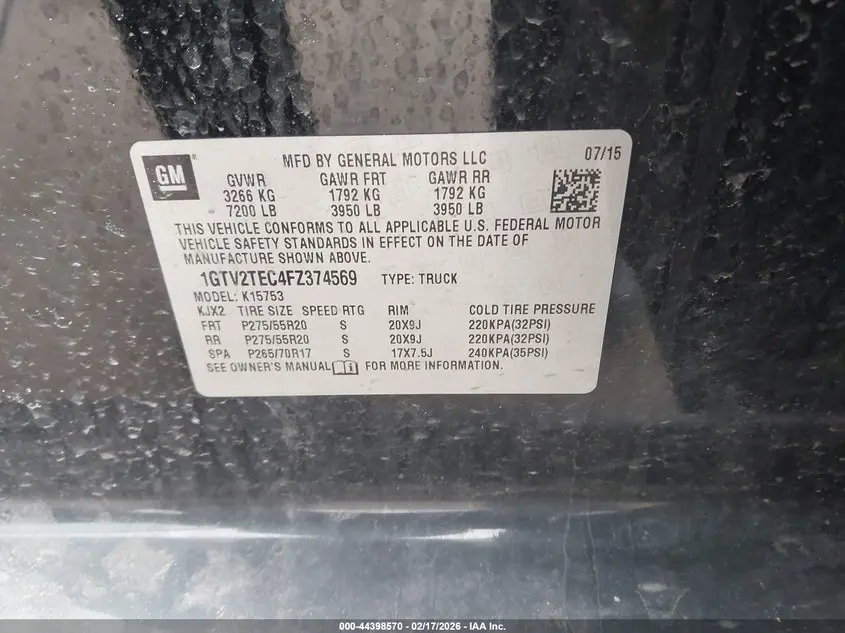 GM
MFD BY GENERAL MOTORS LLC 07/15
GVWR GAWR FRT GAWR RR
3266 KG 1792 KG 1792 KG
7200 LB 3950 LB 3950 LB
THIS VEHICLE CONFORMS TO ALL APPLICABLE U.S. FEDERAL MOTOR
VEHICLE SAFETY STANDARDS IN EFFECT ON THE DATE OF
MANUFACTURE SHOWN ABOVE.
1GTV2TEC4FZ374569 TYPE: TRUCK
MODEL: K15753
KJX2 TIRE SIZE SPEED RTG RIM COLD TIRE PRESSURE
FRT P275/55R20 S 20X9J 220KPA(32PSI)
RR P275/55R20 S 20X9J 220KPA(32PSI)
SPA P265/70R17 S 17X7.5J 240KPA(35PSI)
SEE OWNER'S MANUAL FOR MORE INFORMATION.
000-44398570 - 02/17/2026 - IAA Inc.